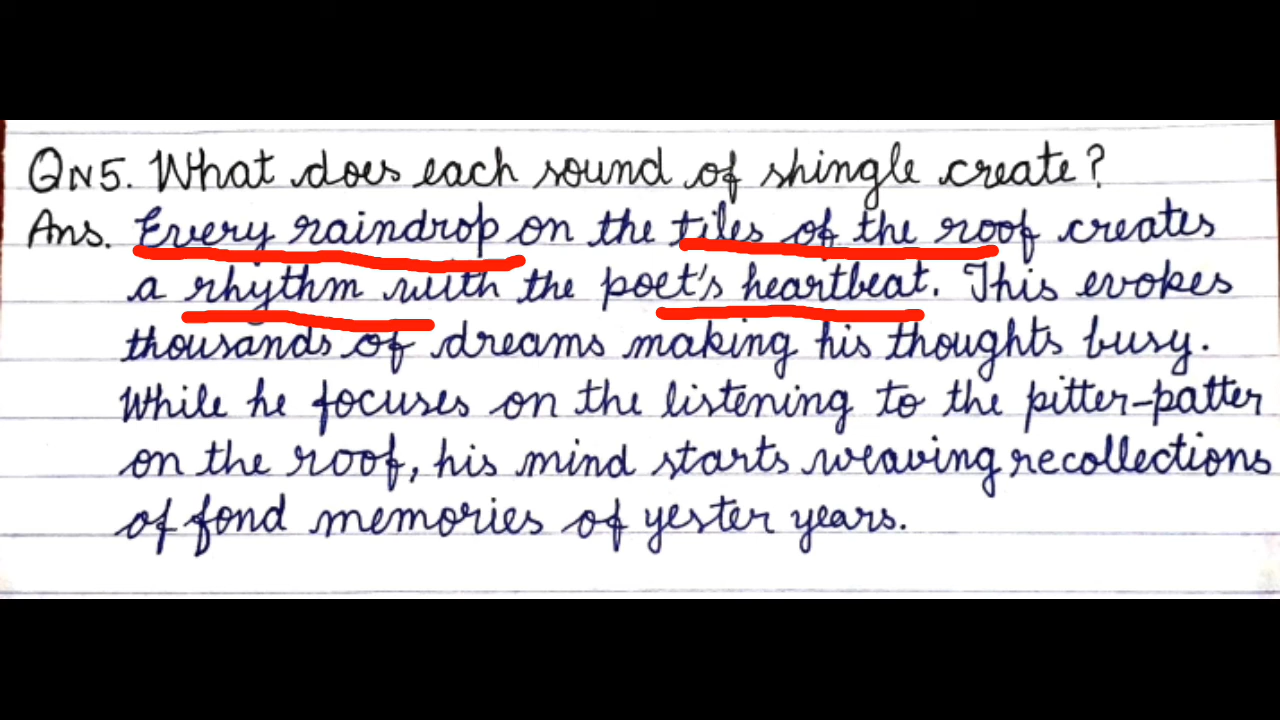 QN5. What does each sound of shingle create?
Ans. Every raindrop on the tiles of the roof creates
a rhythm with the poet's heartbeat. This evokes
thousands of dreams making his thoughts busy.
While he focuses on the listening to the pitter-patter
on the roof, his mind starts weaving recollections
of fond memories of yester years.